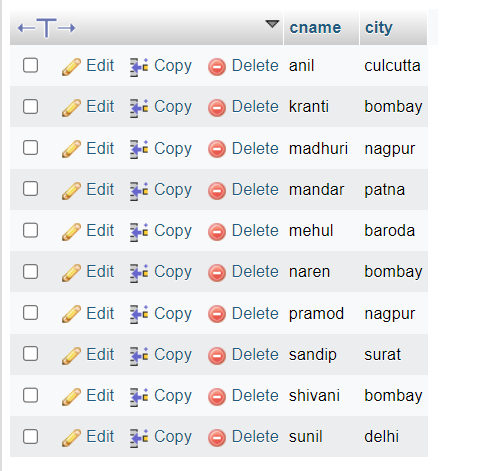 cname city
Edit Copy Delete anil culcutta
Edit Copy Delete kranti bombay
Edit Copy Delete madhuri nagpur
Edit Copy Delete mandar patna
Edit Copy Delete mehul baroda
Edit Copy Delete naren bombay
Edit Copy Delete pramod nagpur
Edit Copy Delete sandip surat
Edit Copy Delete shivani bombay
Edit Copy Delete sunil delhi